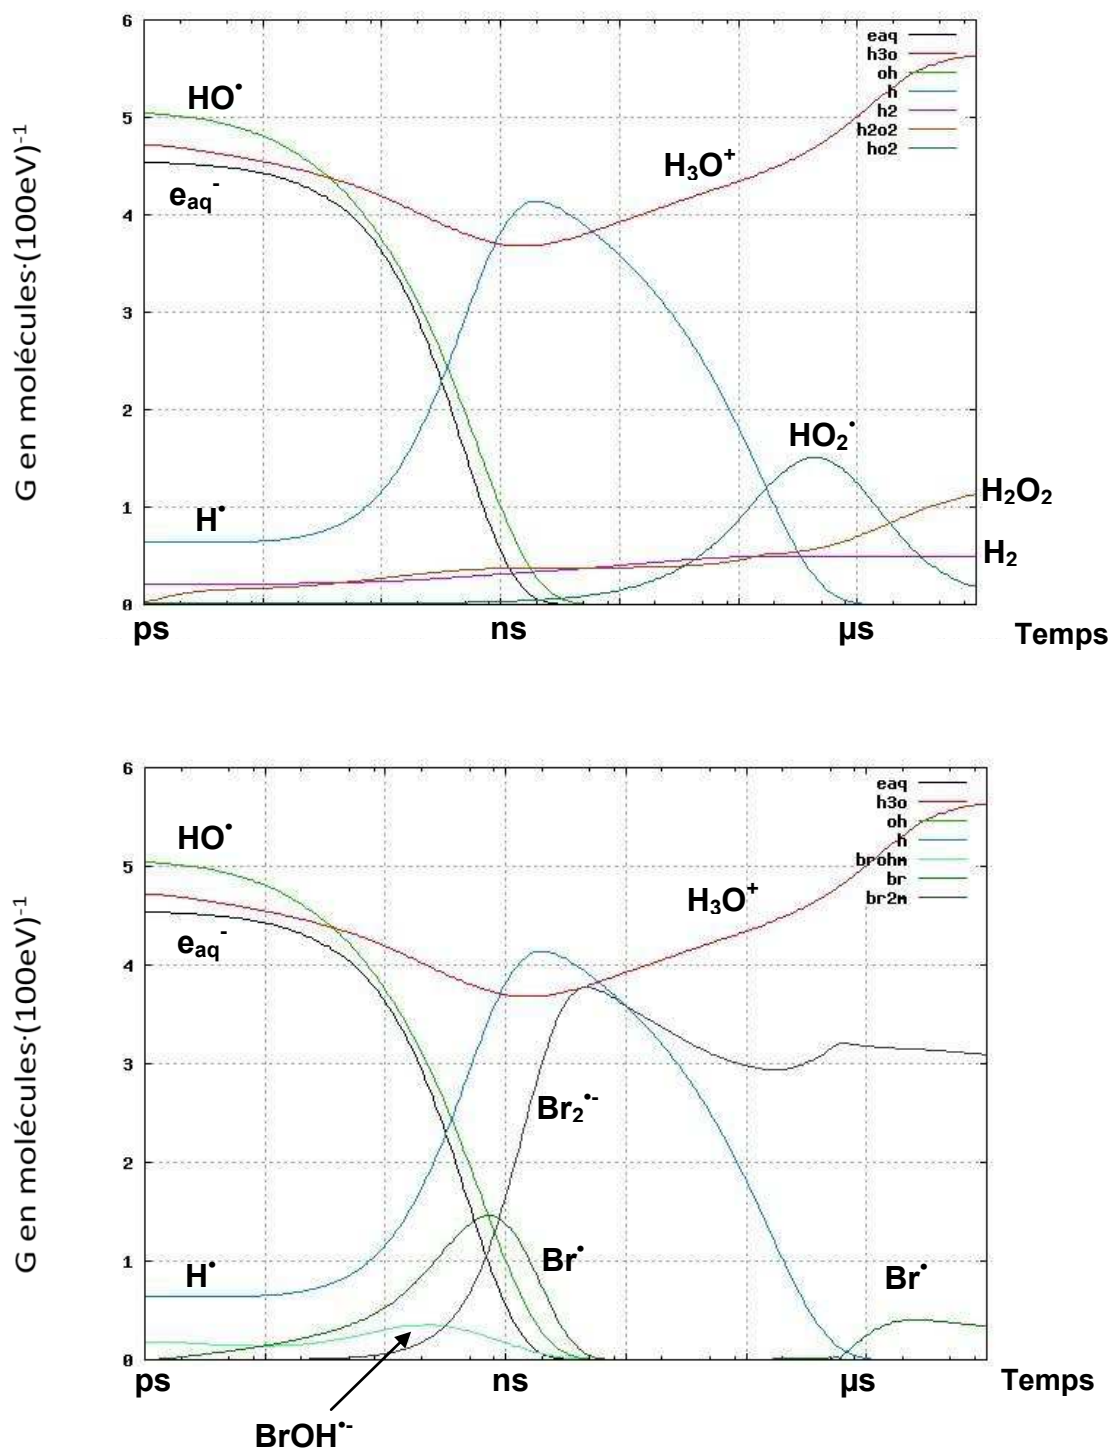 6
5
4
3
2
1
0
G en molécules·(100eV)⁻¹
eaq
h3o
oh
h
h2
h2o2
ho2
HO•
eaq⁻
H₃O⁺
H•
HO₂•
H₂O₂
H₂
ps
ns
µs
Temps
6
5
4
3
2
1
0
G en molécules·(100eV)⁻¹
eaq
h3o
oh
h
brohm
br
br2m
HO•
eaq⁻
H₃O⁺
Br₂•⁻
H•
Br•
Br•
ps
ns
µs
Temps
BrOH•⁻